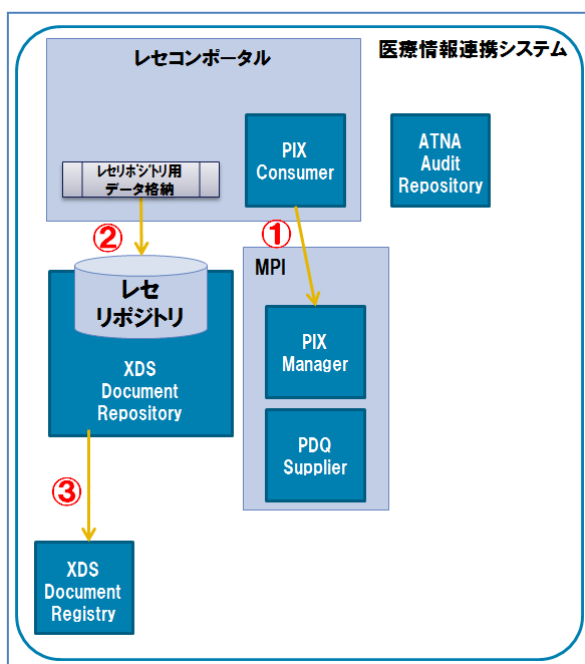 レセコンポータル
医療情報連携システム
レセリポジトリ用
データ格納
PIX
Consumer
ATNA
Audit
Repository
①
②
MPI
レセ
リポジトリ
XDS
Document
Repository
PIX
Manager
PDQ
Supplier
③
XDS
Document
Registry